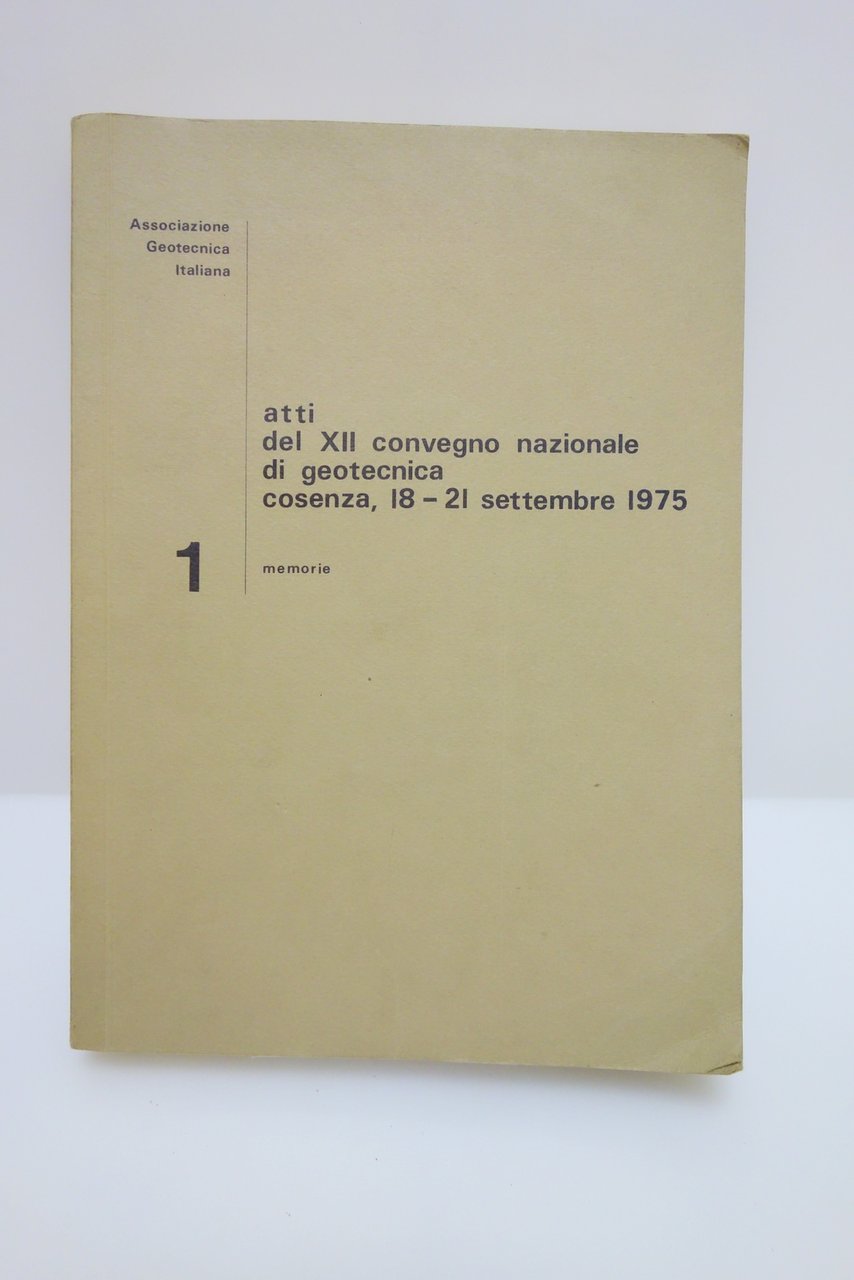 Associazione
Geotecnica
Italiana
atti
del XII convegno nazionale
di geotecnica
cosenza, 18 – 21 settembre 1975
1
memorie